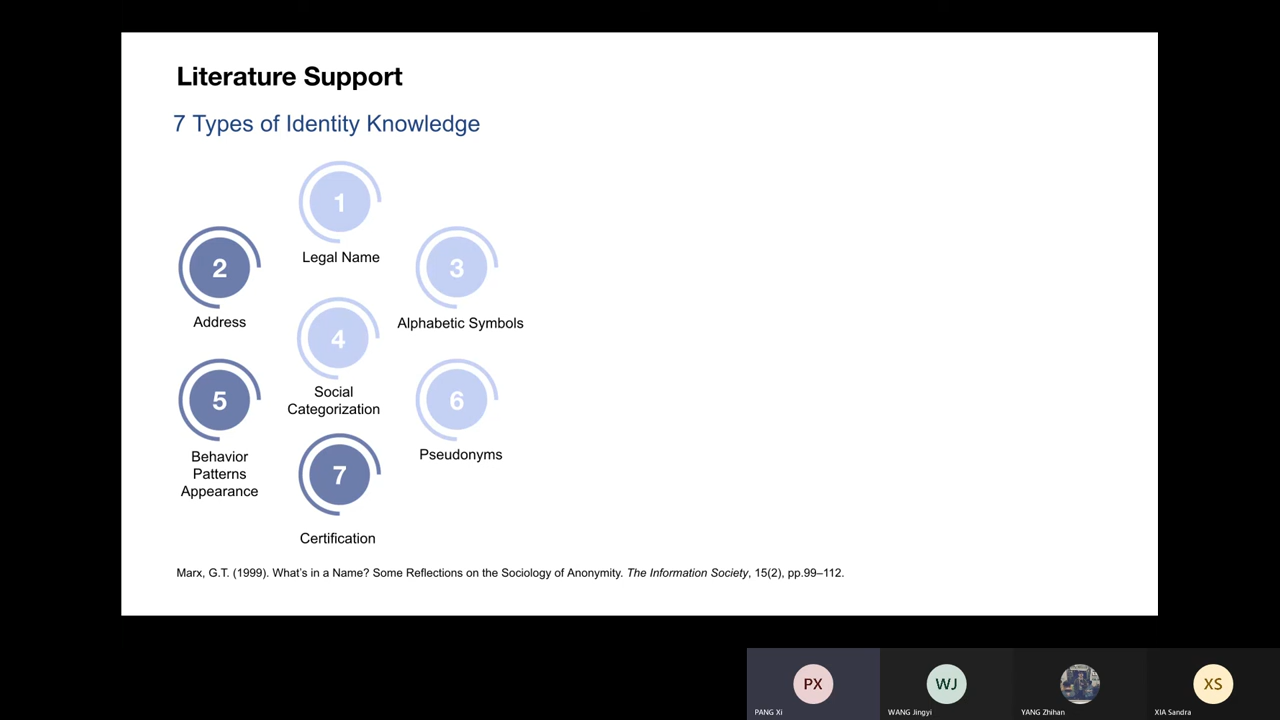 Literature Support
7 Types of Identity Knowledge
1
Legal Name
2
Address
3
Alphabetic Symbols
4
Social
Categorization
5
Behavior
Patterns
Appearance
6
Pseudonyms
7
Certification
Marx, G.T. (1999). What's in a Name? Some Reflections on the Sociology of Anonymity. The Information Society, 15(2), pp.99–112.
PX
PANG Xi
WJ
WANG Jingyi
YANG Zhihan
XS
XIA Sandra